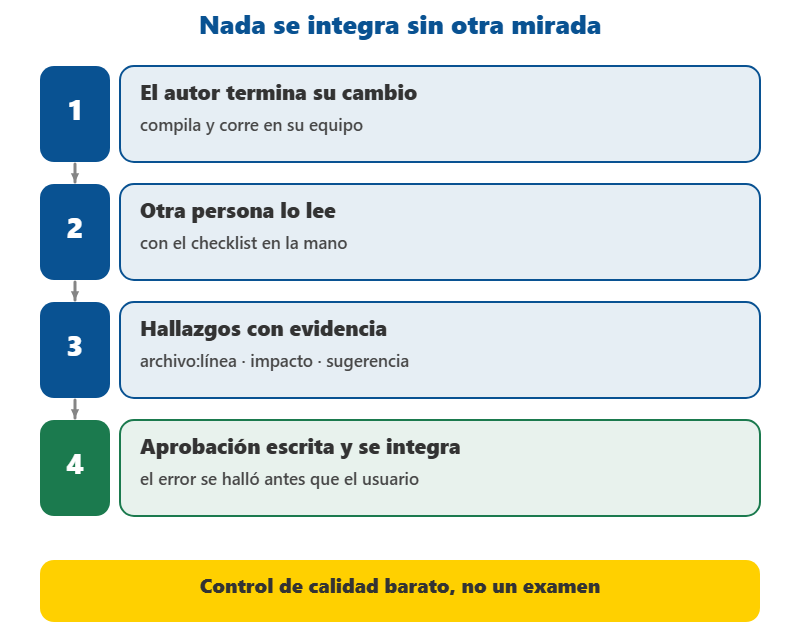 Nada se integra sin otra mirada
1
El autor termina su cambio
compila y corre en su equipo
2
Otra persona lo lee
con el checklist en la mano
3
Hallazgos con evidencia
archivo:línea · impacto · sugerencia
4
Aprobación escrita y se integra
el error se halló antes que el usuario
Control de calidad barato, no un examen